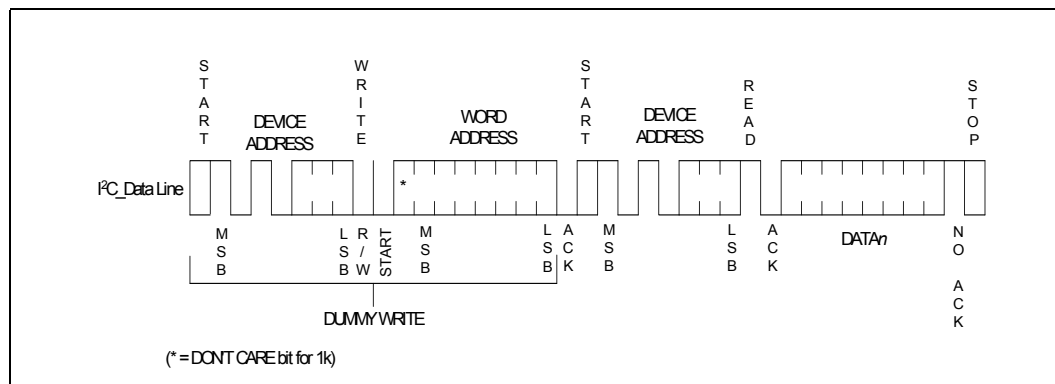 START
WRITE
START
READ
STOP
DEVICE
ADDRESS
WORD
ADDRESS
DEVICE
ADDRESS
I²C_Data Line
*
MSB
LSB
R/W
START
MSB
LSB
ACK
MSB
LSB
ACK
DATAn
NO ACK
DUMMY WRITE
(* = DON'T CARE bit for 1k)